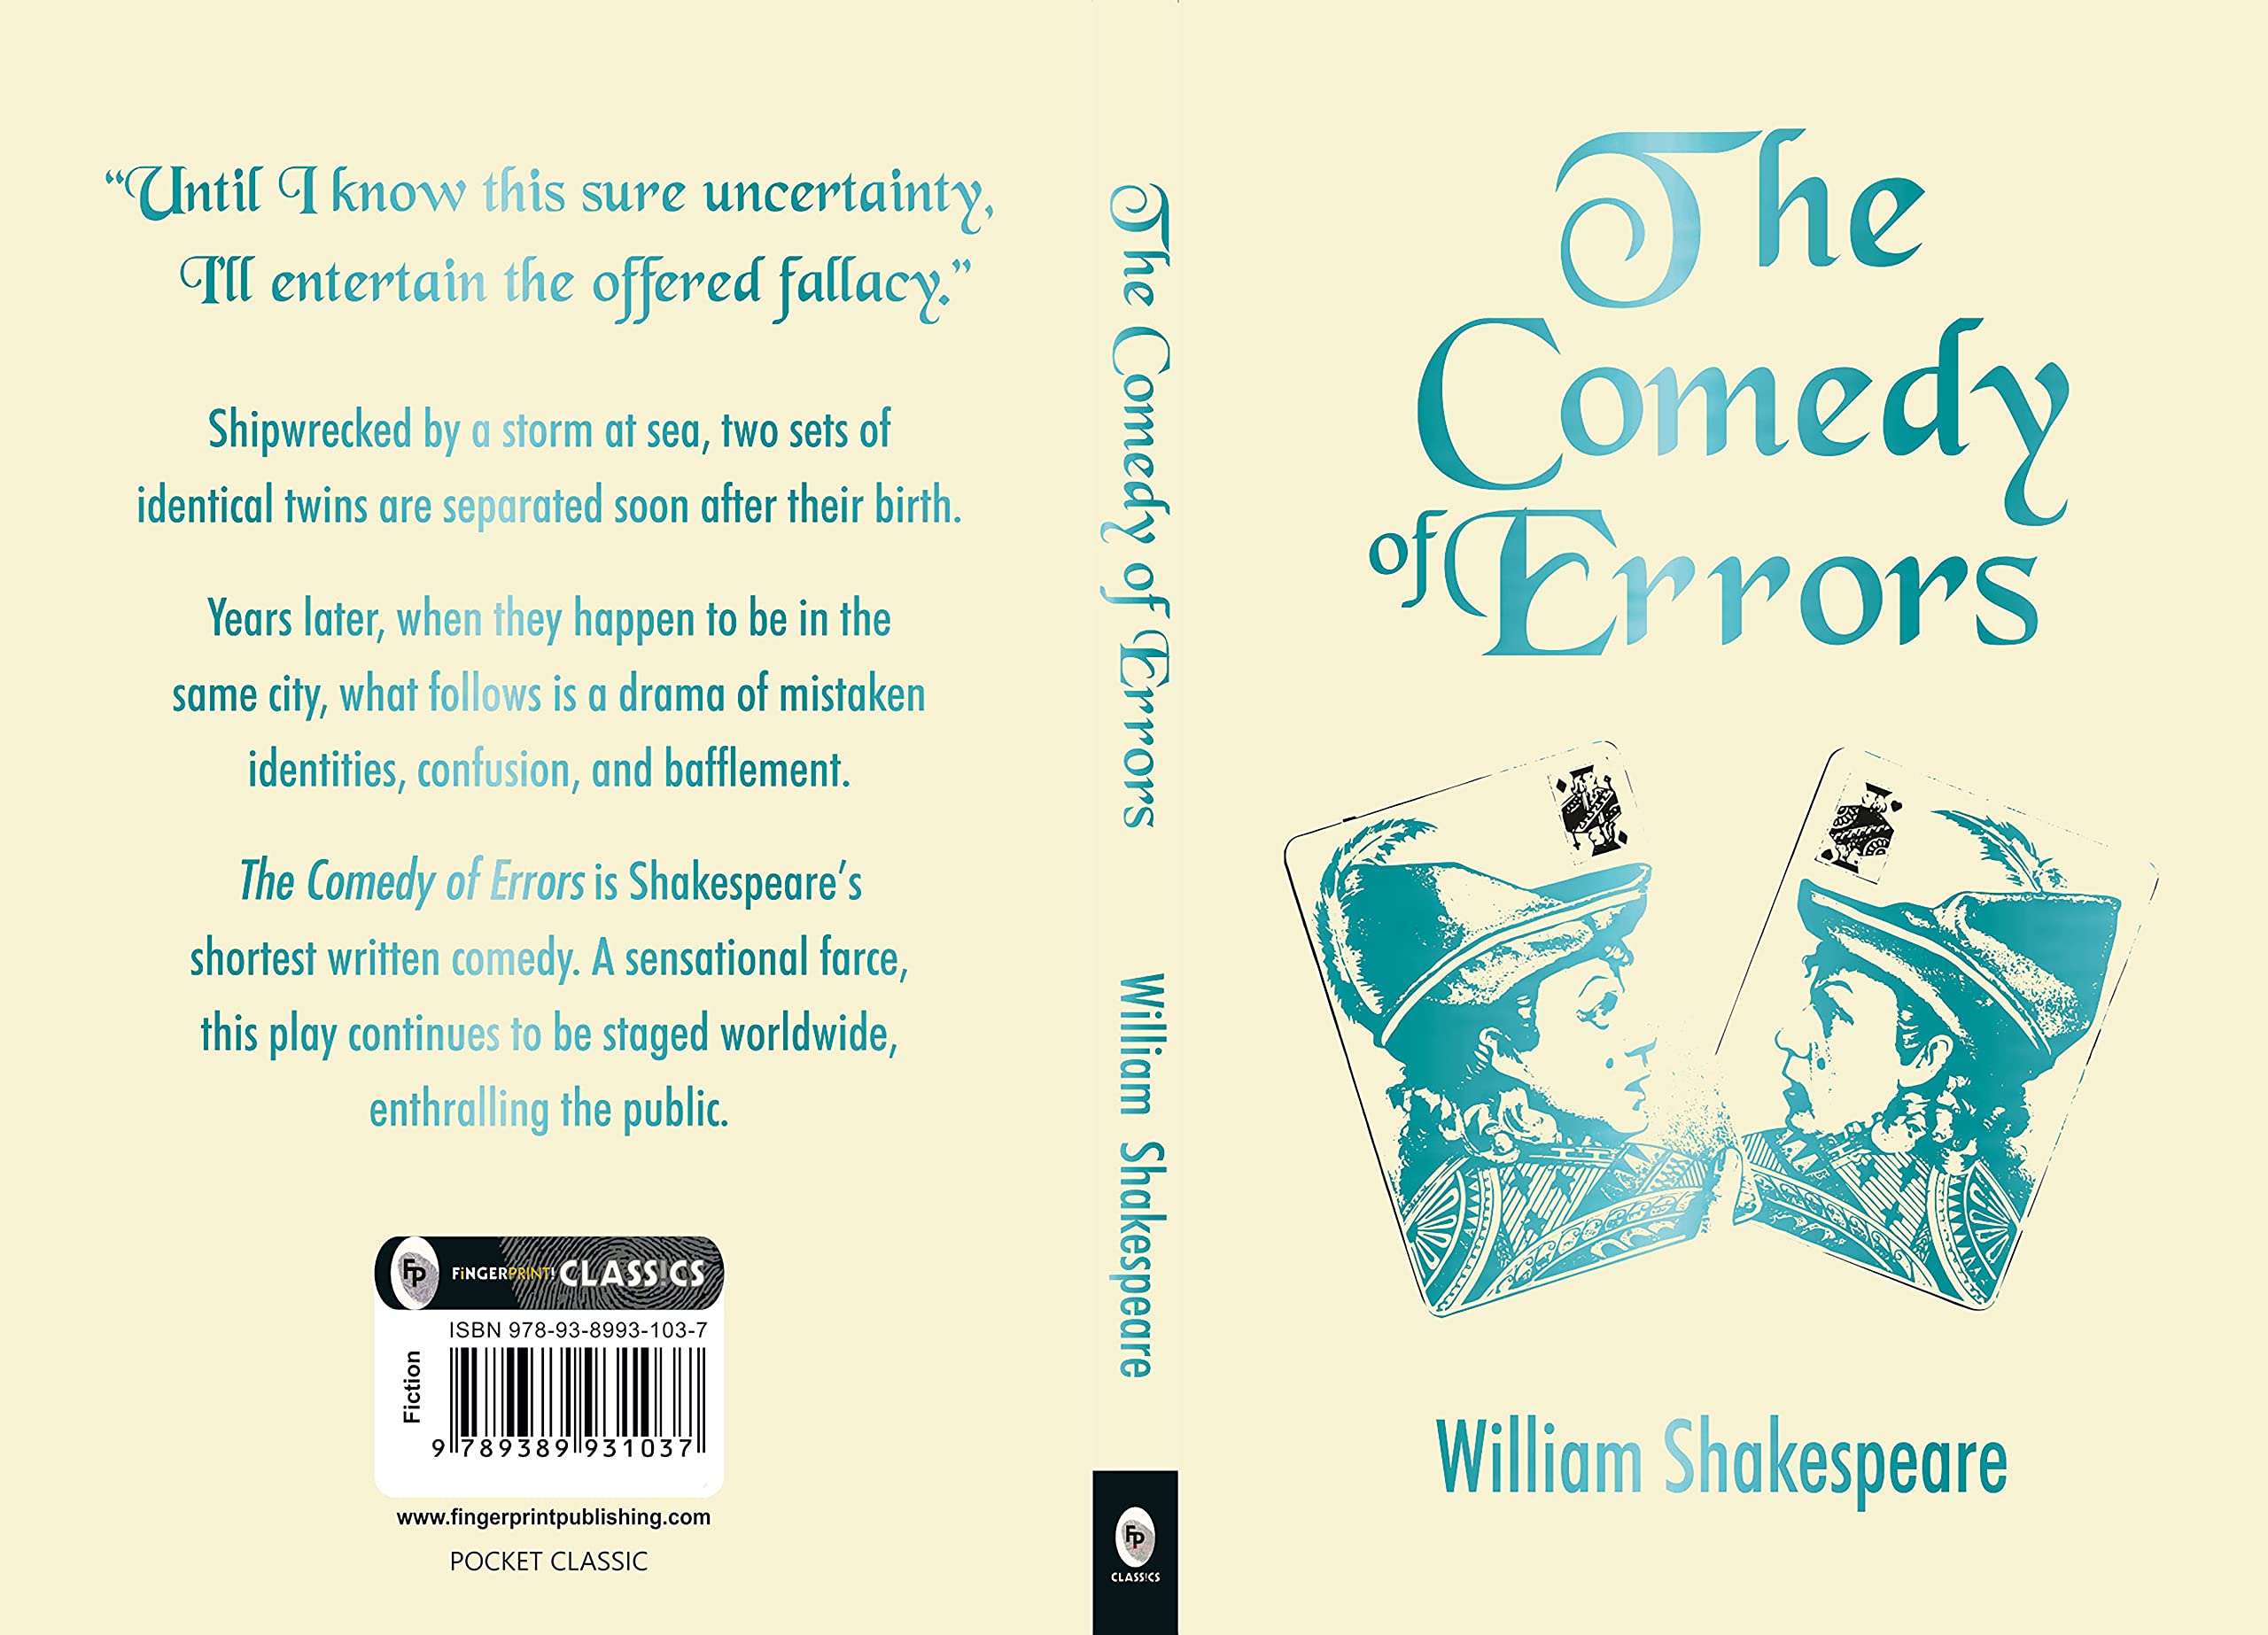 “Until I know this sure uncertainty,
I'll entertain the offered fallacy.”
Shipwrecked by a storm at sea, two sets of
identical twins are separated soon after their birth.
Years later, when they happen to be in the
same city, what follows is a drama of mistaken
identities, confusion, and bafflement.
The Comedy of Errors is Shakespeare’s
shortest written comedy. A sensational farce,
this play continues to be staged worldwide,
enthralling the public.
FP FiNGERPRINT! CLASS!CS
ISBN 978-93-8993-103-7
Fiction
9 789389 931037
www.fingerprintpublishing.com
POCKET CLASSIC
The Comedy of Errors
William Shakespeare
FP
CLASS!CS
The
Comedy
of Errors
William Shakespeare